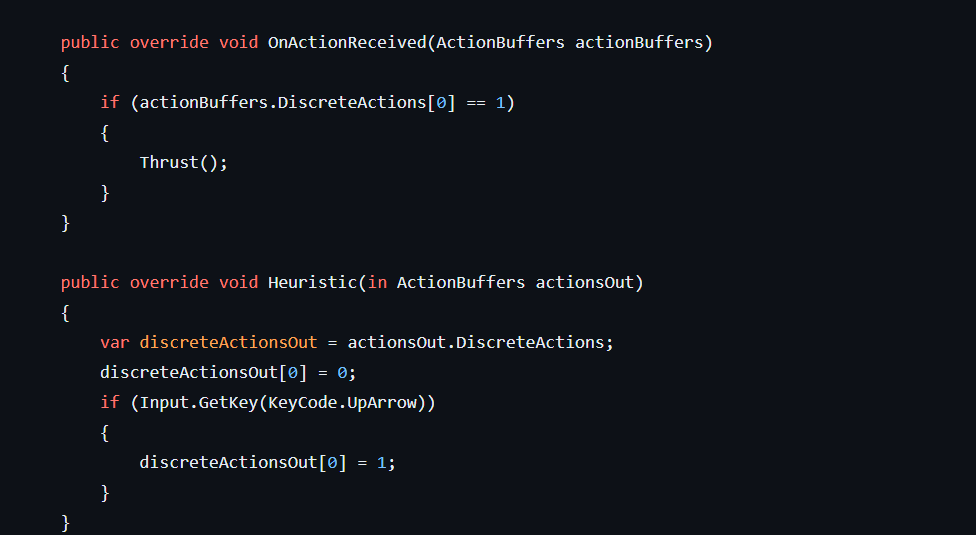 public override void OnActionReceived(ActionBuffers actionBuffers)
{
    if (actionBuffers.DiscreteActions[0] == 1)
    {
        Thrust();
    }
}

public override void Heuristic(in ActionBuffers actionsOut)
{
    var discreteActionsOut = actionsOut.DiscreteActions;
    discreteActionsOut[0] = 0;
    if (Input.GetKey(KeyCode.UpArrow))
    {
        discreteActionsOut[0] = 1;
    }
}